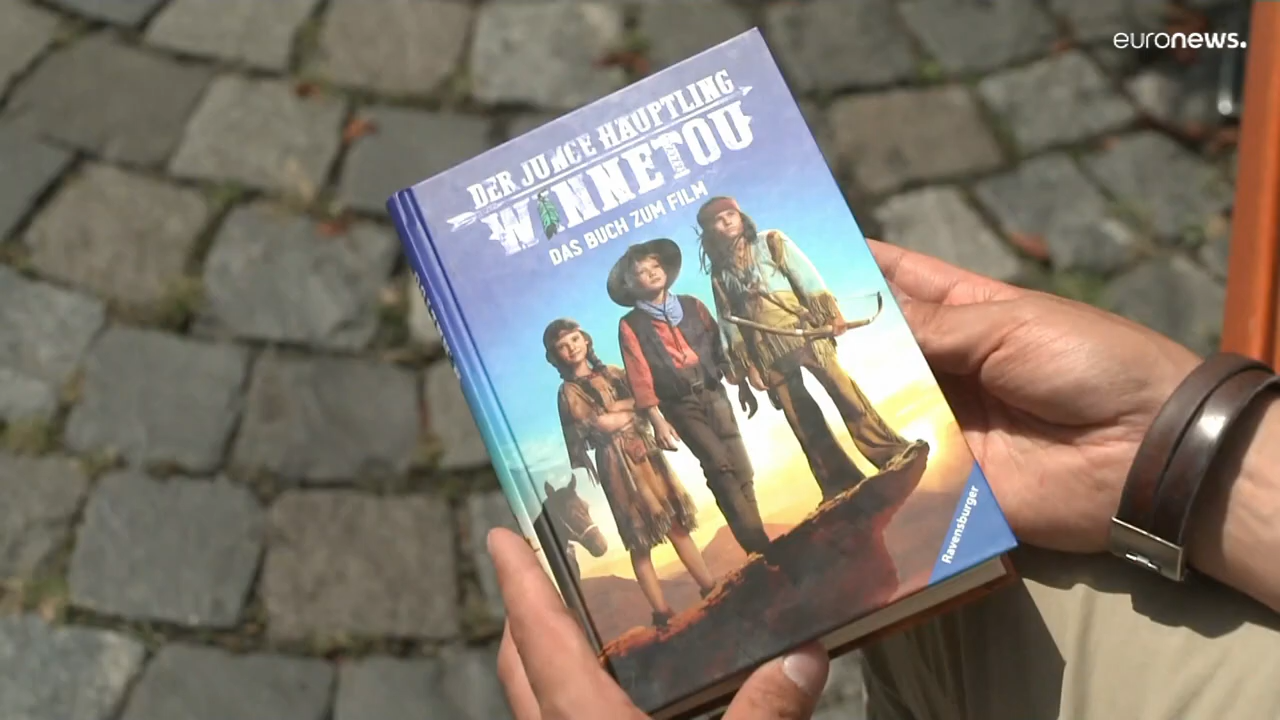 euronews.
DER JUNGE HÄUPTLING
WINNETOU
DAS BUCH ZUM FILM
Ravensburger